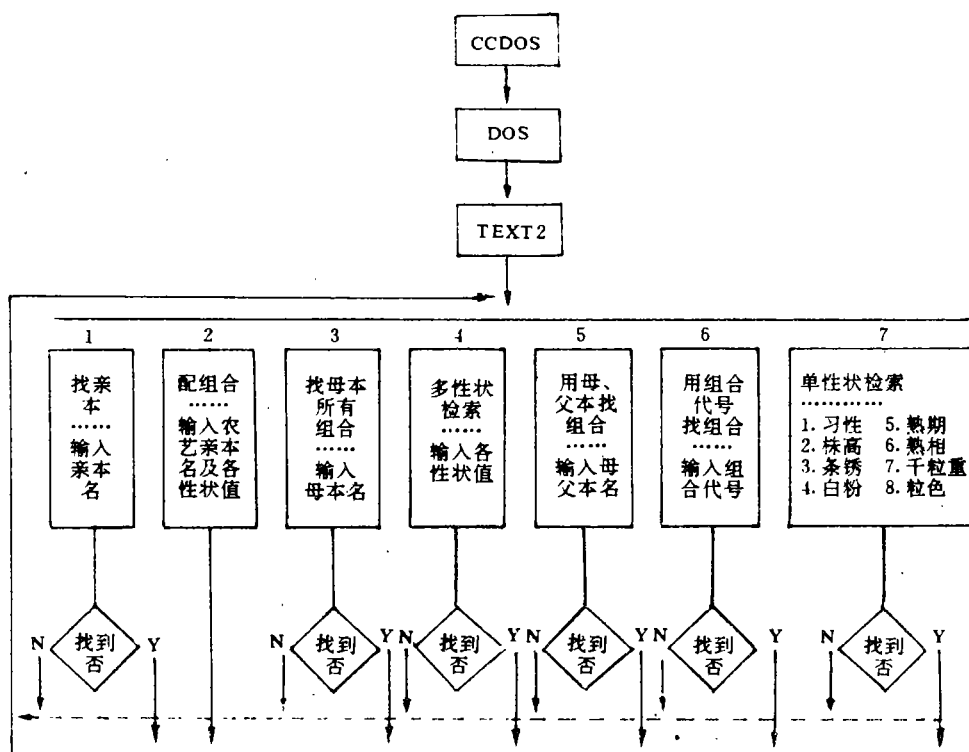 CCDOS
DOS
TEXT2
1
2
3
4
5
6
7
找亲
本
……
输入
亲本
名
配组合
……
输入农
艺亲本
名及各
性状值
找母本
所有
组合
……
输入
母本名
多性状
检索
……
输入各
性状值
用母、
父本找
组合
……
输入母
父本名
用组合
代号
找组合
……
输入组
合代号
单性状检索
…………
1. 习性 5. 熟期
2. 株高 6. 熟相
3. 条锈 7. 千粒重
4. 白粉 8. 粒色
N
找到
否
Y
N
找到
否
Y
N
找到
否
Y
N
找到
否
Y
N
找到
否
Y
N
找到
否
Y